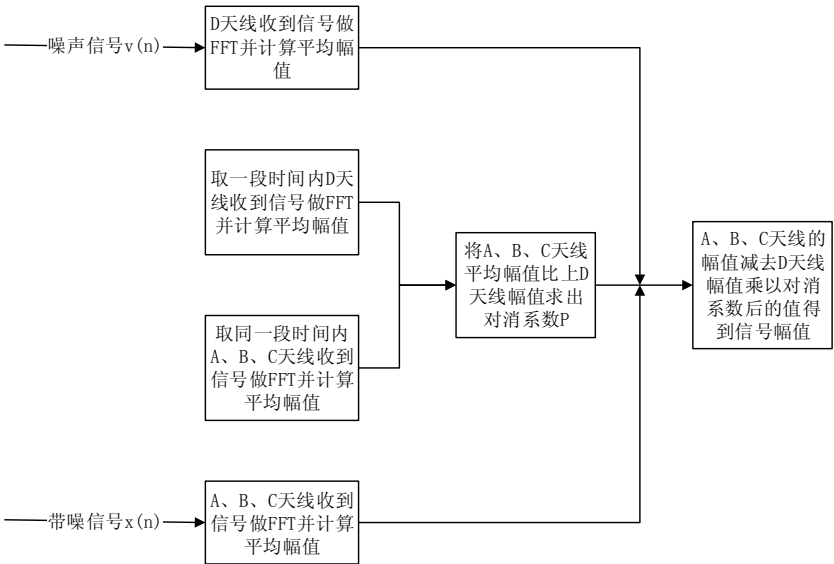 D天线收到信号做
FFT并计算平均幅
值
噪声信号v(n)
取一段时间内D天
线收到信号做FFT
并计算平均幅值
将A、B、C天线
平均幅值比上D
天线幅值求出
对消系数P
A、B、C天线的
幅值减去D天线
幅值乘以对消
系数后的值得
到信号幅值
取同一段时间内
A、B、C天线收到
信号做FFT并计算
平均幅值
带噪信号x(n)
A、B、C天线收到
信号做FFT并计算
平均幅值